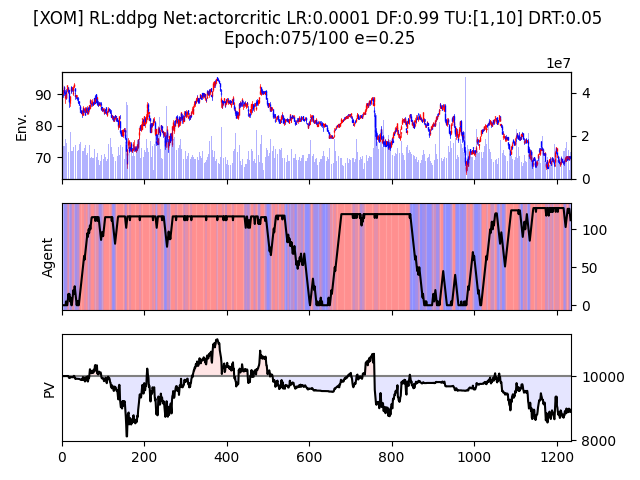 [XOM] RL:ddpg Net:actorcritic LR:0.0001 DF:0.99 TU:[1,10] DRT:0.05
Epoch:075/100 e=0.25
1e7
Env.
90
80
70
4
2
0
Agent
100
50
0
PV
10000
8000
0 200 400 600 800 1000 1200